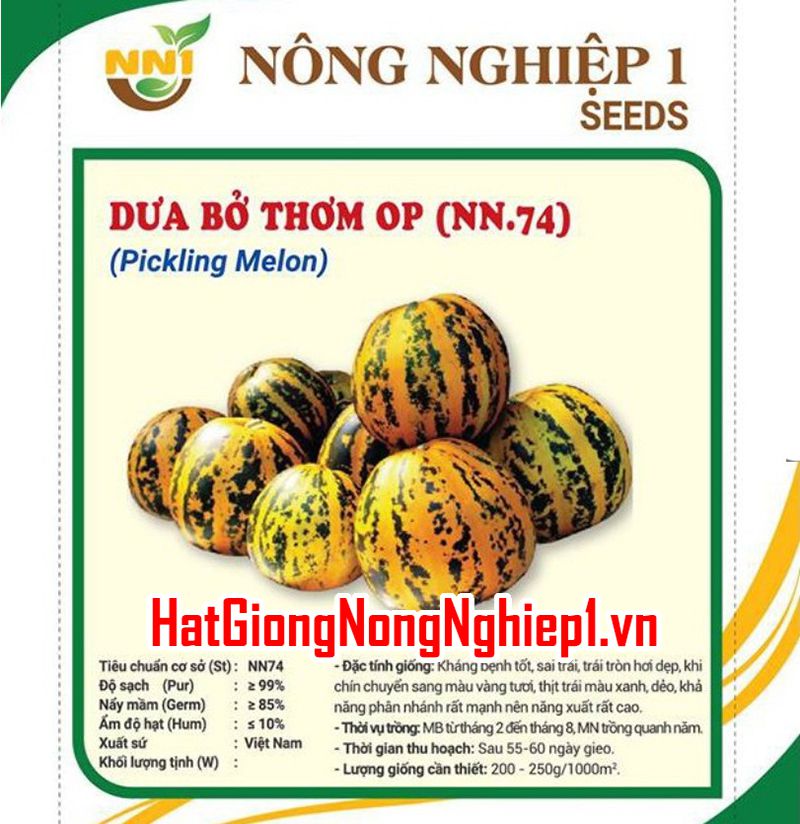 NN1
NÔNG NGHIỆP 1
SEEDS
DƯA BỞ THƠM OP (NN.74)
(Pickling Melon)
HatGiongNongNghiep1.vn
Tiêu chuẩn cơ sở (St) : NN74
Độ sạch (Pur) : ≥ 99%
Nẩy mầm (Germ) : ≥ 85%
Ẩm độ hạt (Hum) : ≤ 10%
Xuất sứ : Việt Nam
Khối lượng tịnh (W) :
- Đặc tính giống: Kháng bệnh tốt, sai trái, trái tròn hơi dẹp, khi
chín chuyển sang màu vàng tươi, thịt trái màu xanh, dẻo, khả
năng phân nhánh rất mạnh nên năng xuất rất cao.
- Thời vụ trồng: MB từ tháng 2 đến tháng 8, MN trồng quanh năm.
- Thời gian thu hoạch: Sau 55-60 ngày gieo.
- Lượng giống cần thiết: 200 - 250g/1000m².